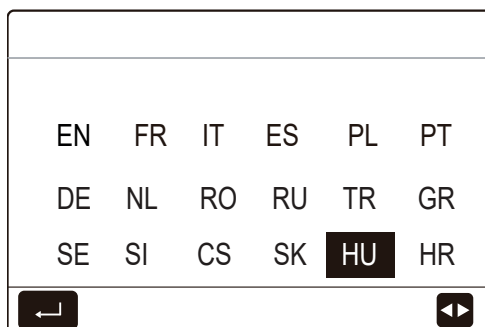 EN FR IT ES PL PT
DE NL RO RU TR GR
SE SI CS SK HU HR